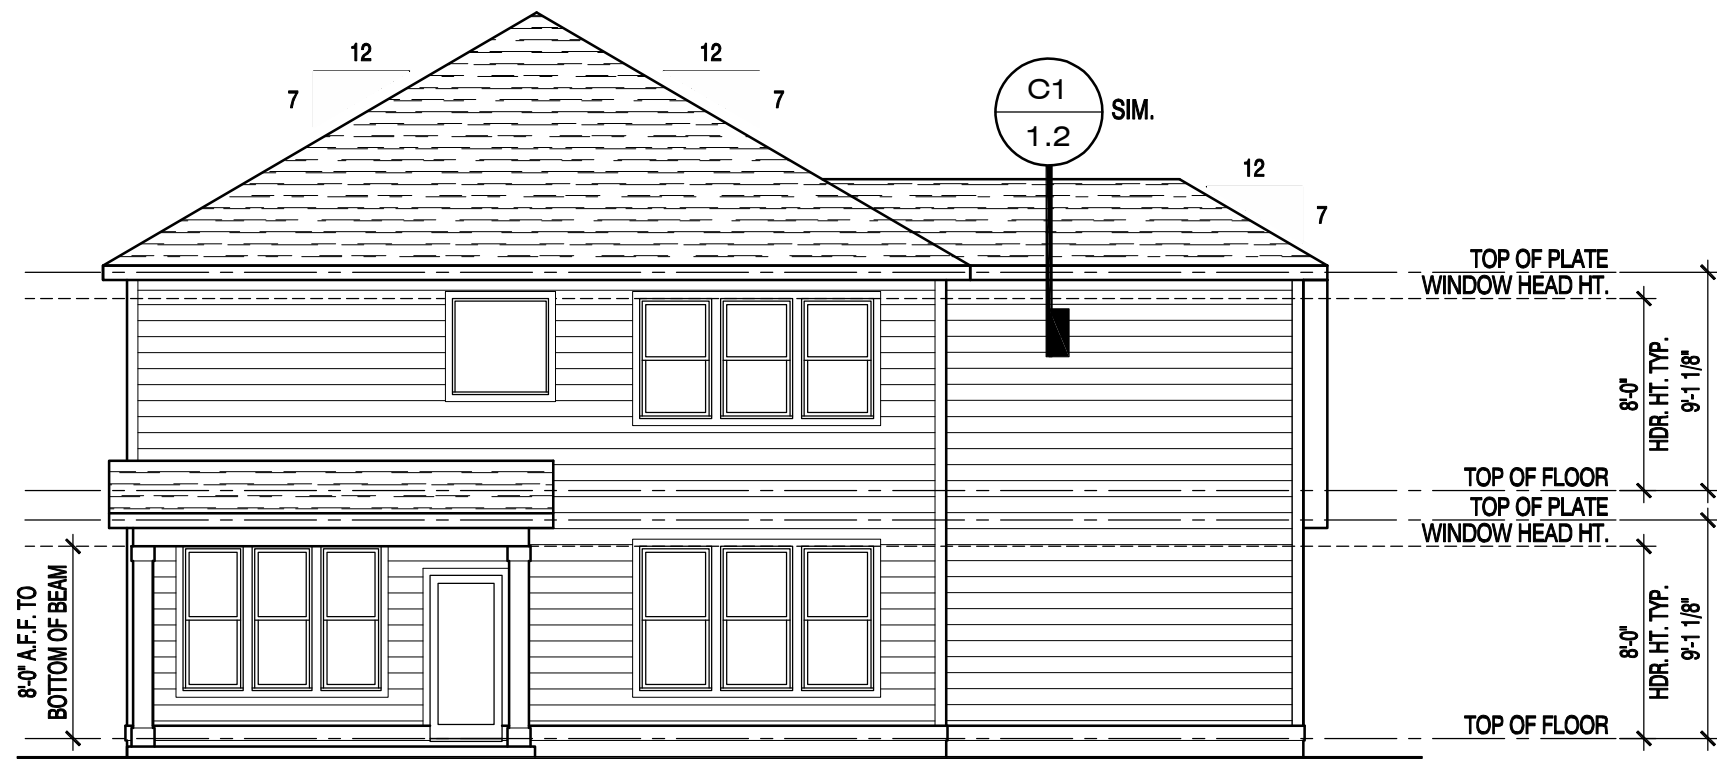 12
7
12
7
C1
1.2
SIM.
12
7
TOP OF PLATE
WINDOW HEAD HT.
8'-0"
HDR. HT. TYP.
9'-1 1/8"
TOP OF FLOOR
TOP OF PLATE
WINDOW HEAD HT.
8'-0" A.F.F. TO
BOTTOM OF BEAM
8'-0"
HDR. HT. TYP.
9'-1 1/8"
TOP OF FLOOR